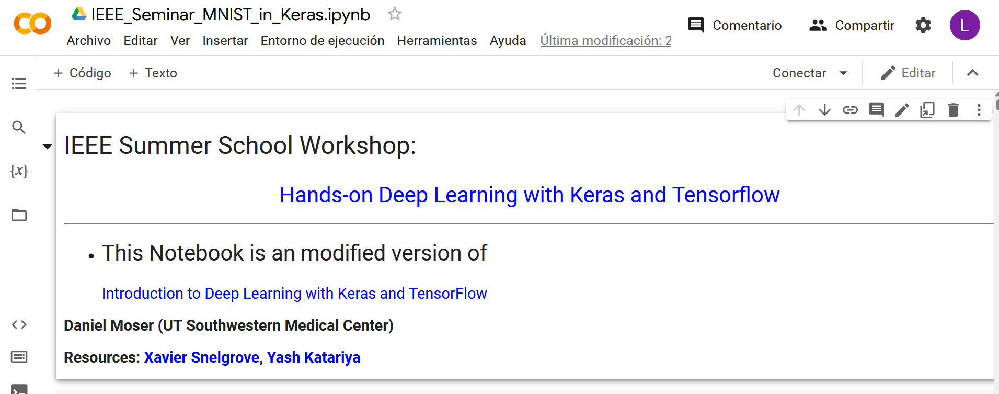 IEEE_Seminar_MNIST_in_Keras.ipynb
Archivo Editar Ver Insertar Entorno de ejecución Herramientas Ayuda Última modificación: 2
Comentario Compartir L
+ Código + Texto Conectar Editar
{x}
IEEE Summer School Workshop:
Hands-on Deep Learning with Keras and Tensorflow
• This Notebook is an modified version of
Introduction to Deep Learning with Keras and TensorFlow
Daniel Moser (UT Southwestern Medical Center)
Resources: Xavier Snelgrove, Yash Katariya